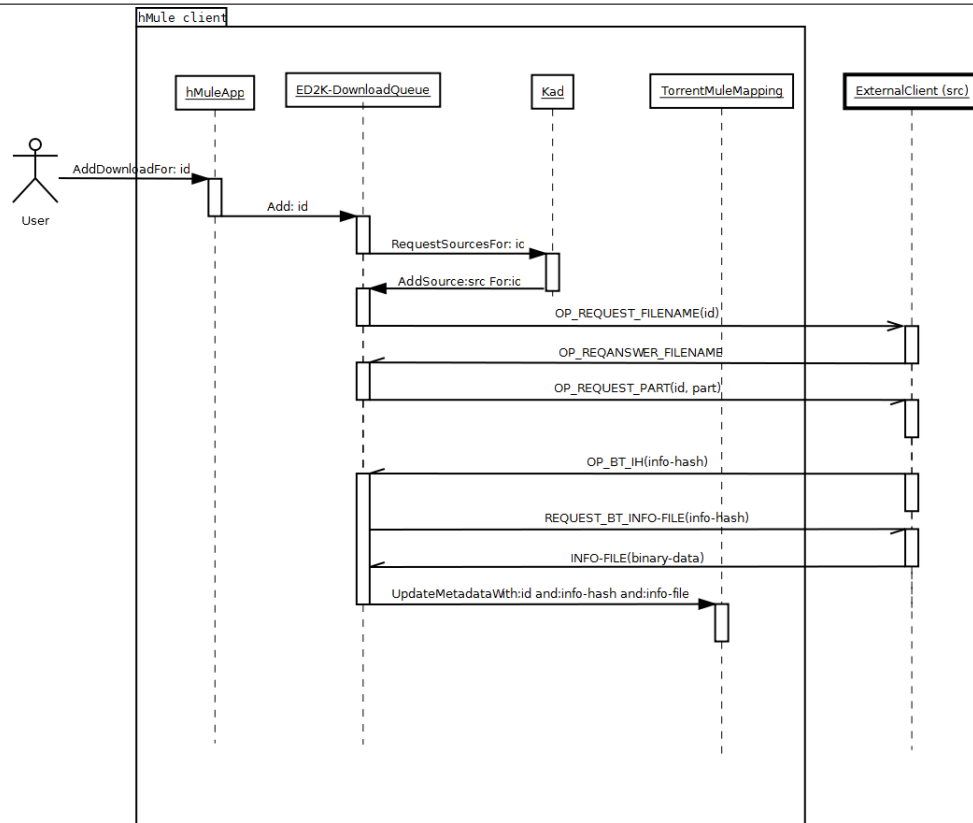 hMule client
hMuleApp
ED2K-DownloadQueue
Kad
TorrentMuleMapping
ExternalClient (src)
AddDownloadFor: id
User
Add: id
RequestSourcesFor: id
AddSource:src For:id
OP_REQUEST_FILENAME(id)
OP_REQANSWER_FILENAME
OP_REQUEST_PART(id, part)
OP_BT_IH(info-hash)
REQUEST_BT_INFO-FILE(info-hash)
INFO-FILE(binary-data)
UpdateMetadataWith:id and:info-hash and:info-file